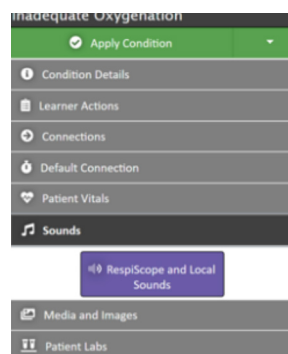 Inadequate Oxygenation
Apply Condition
Condition Details
Learner Actions
Connections
Default Connection
Patient Vitals
Sounds
RespiScope and Local
Sounds
Media and Images
Patient Labs